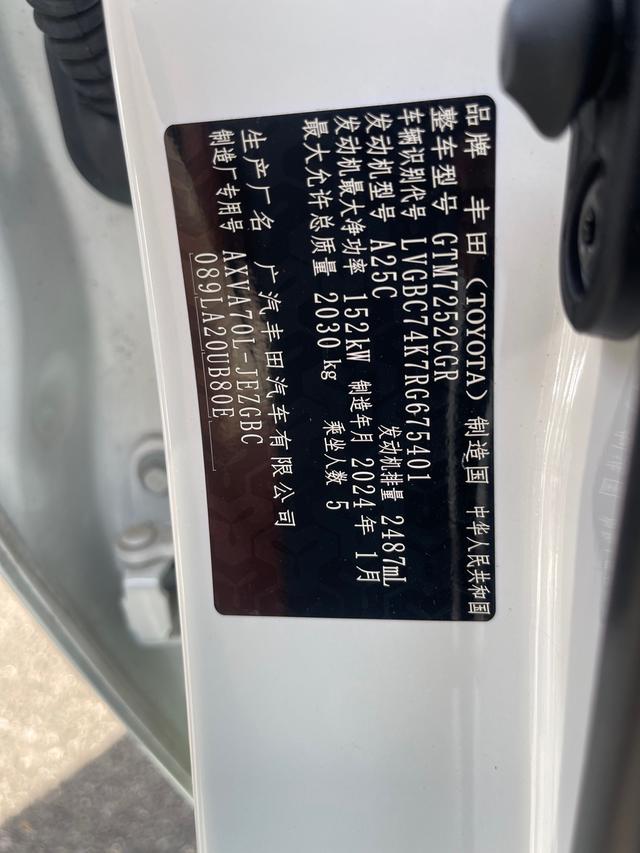 品牌 丰田（TOYOTA） 制造国 中华人民共和国
整车型号 GTM7252CGR
车辆识别代号 LVGBC74K7RG675401
发动机型号 A25C 发动机排量 2487mL
发动机最大净功率 152kW 制造年月 2024年 1月
最大允许总质量 2030 kg 乘坐人数 5
生产厂名 广汽丰田汽车有限公司
制造厂专用号 AXVA70L-JEZGBC
089LA20UB80E